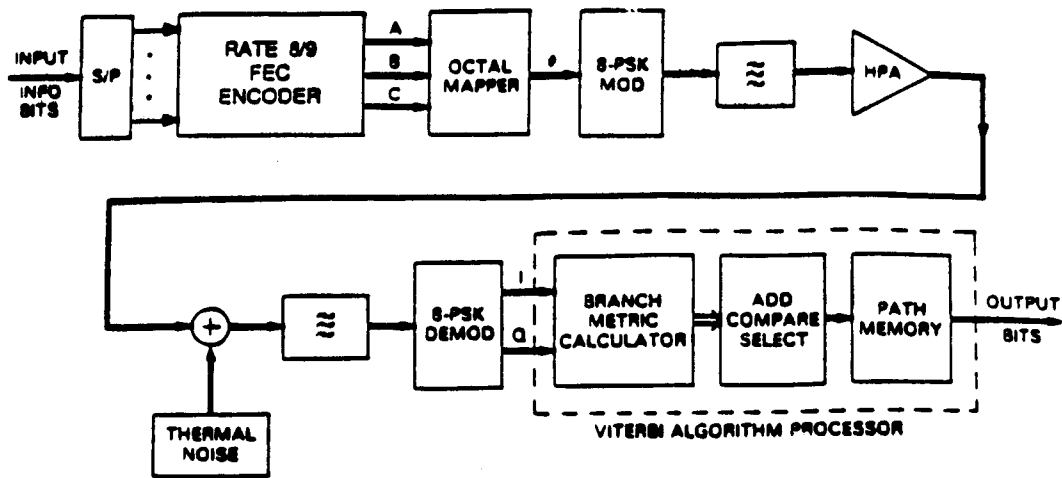 INPUT
INFO
BITS
S/P
RATE 8/9
FEC
ENCODER
A
B
C
OCTAL
MAPPER
ø
8-PSK
MOD
HPA
THERMAL
NOISE
+
8-PSK
DEMOD
I
Q
BRANCH
METRIC
CALCULATOR
ADD
COMPARE
SELECT
PATH
MEMORY
OUTPUT
BITS
VITERBI ALGORITHM PROCESSOR